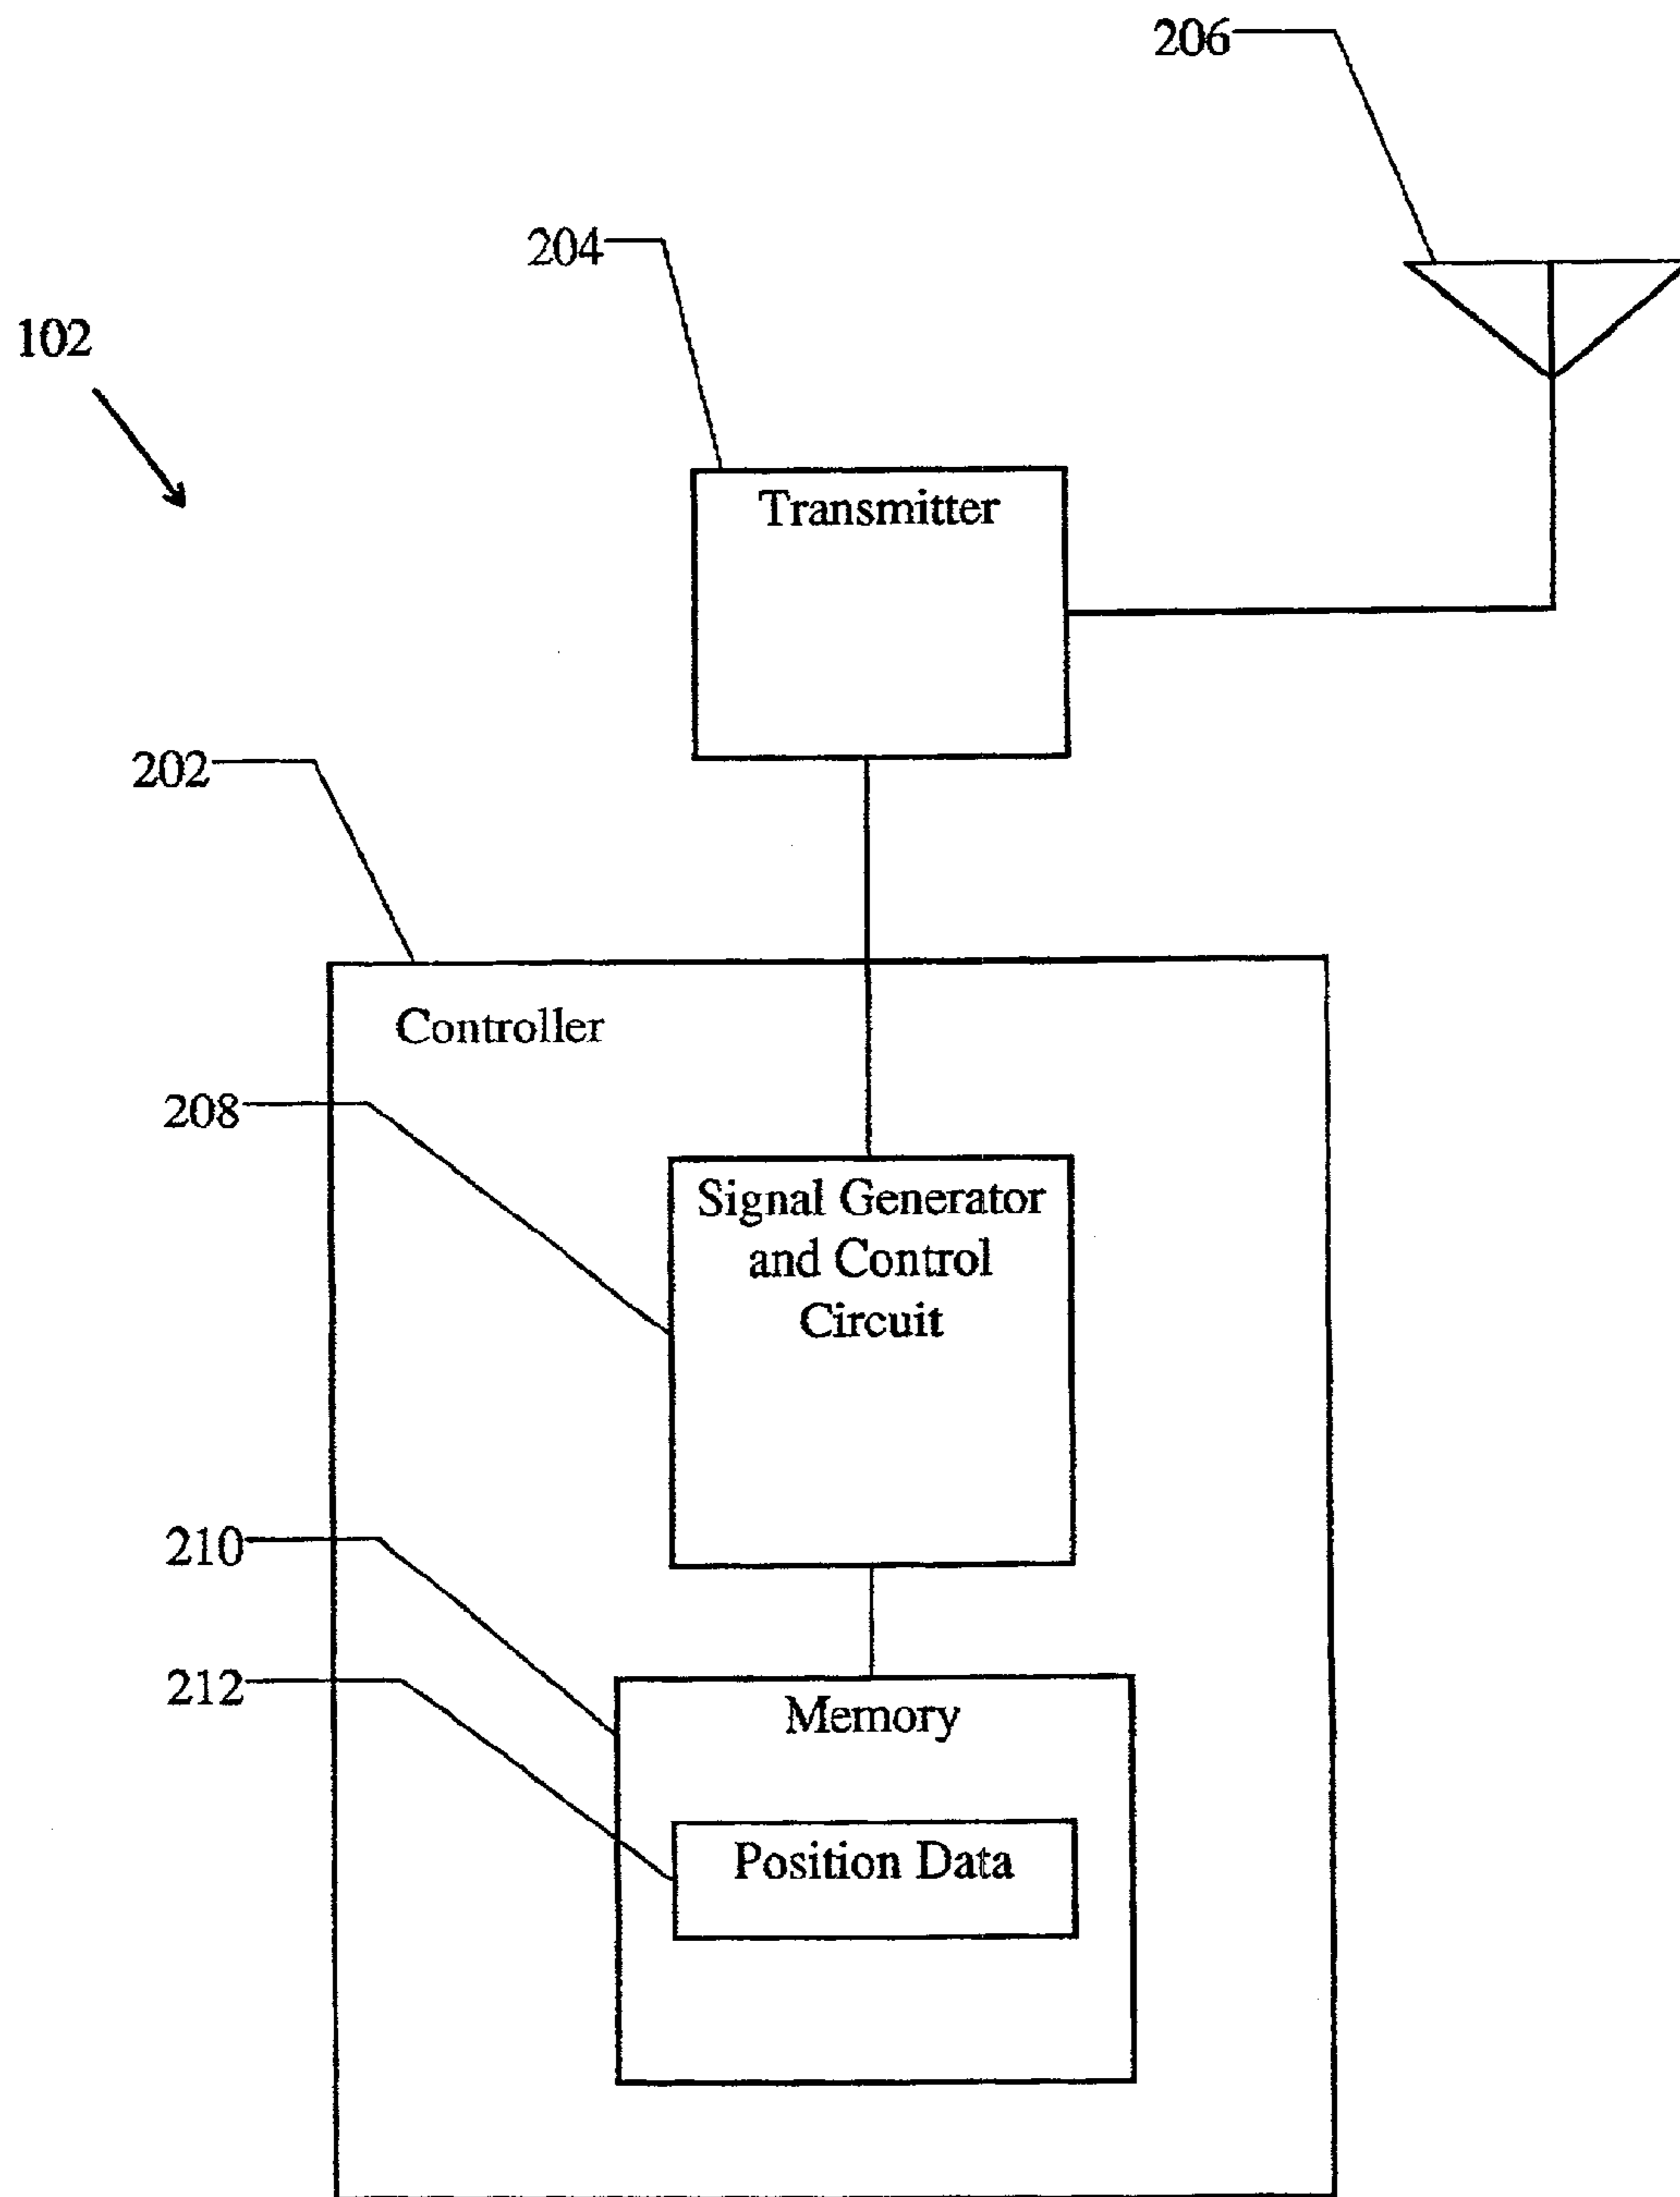 206
204
102
Transmitter
202
Controller
208
Signal Generator
and Control
Circuit
210
212
Memory
Position Data